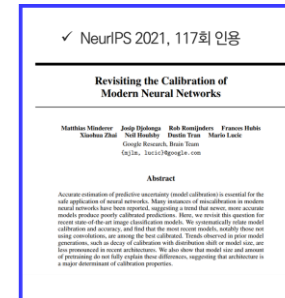 ✓ NeurIPS 2021, 117회 인용
Revisiting the Calibration of
Modern Neural Networks
Matthias Minderer Josip Djolonga Rob Romijnders Frances Hubis
Xiaohua Zhai Neil Houlsby Dustin Tran Mario Lucic
Google Research, Brain Team
{mjlm, lucic}@google.com
Abstract
Accurate estimation of predictive uncertainty (model calibration) is essential for the
safe application of neural networks. Many instances of miscalibration in modern
neural networks have been reported, suggesting a trend that newer, more accurate
models produce poorly calibrated predictions. Here, we revisit this question for
recent state-of-the-art image classification models. We systematically relate model
calibration and accuracy, and find that the most recent models, notably those not
using convolutions, are among the best calibrated. Trends observed in prior model
generations, such as decay of calibration with distribution shift or model size, are
less pronounced in recent architectures. We also show that model size and amount
of pretraining do not fully explain these differences, suggesting that architecture is
a major determinant of calibration properties.